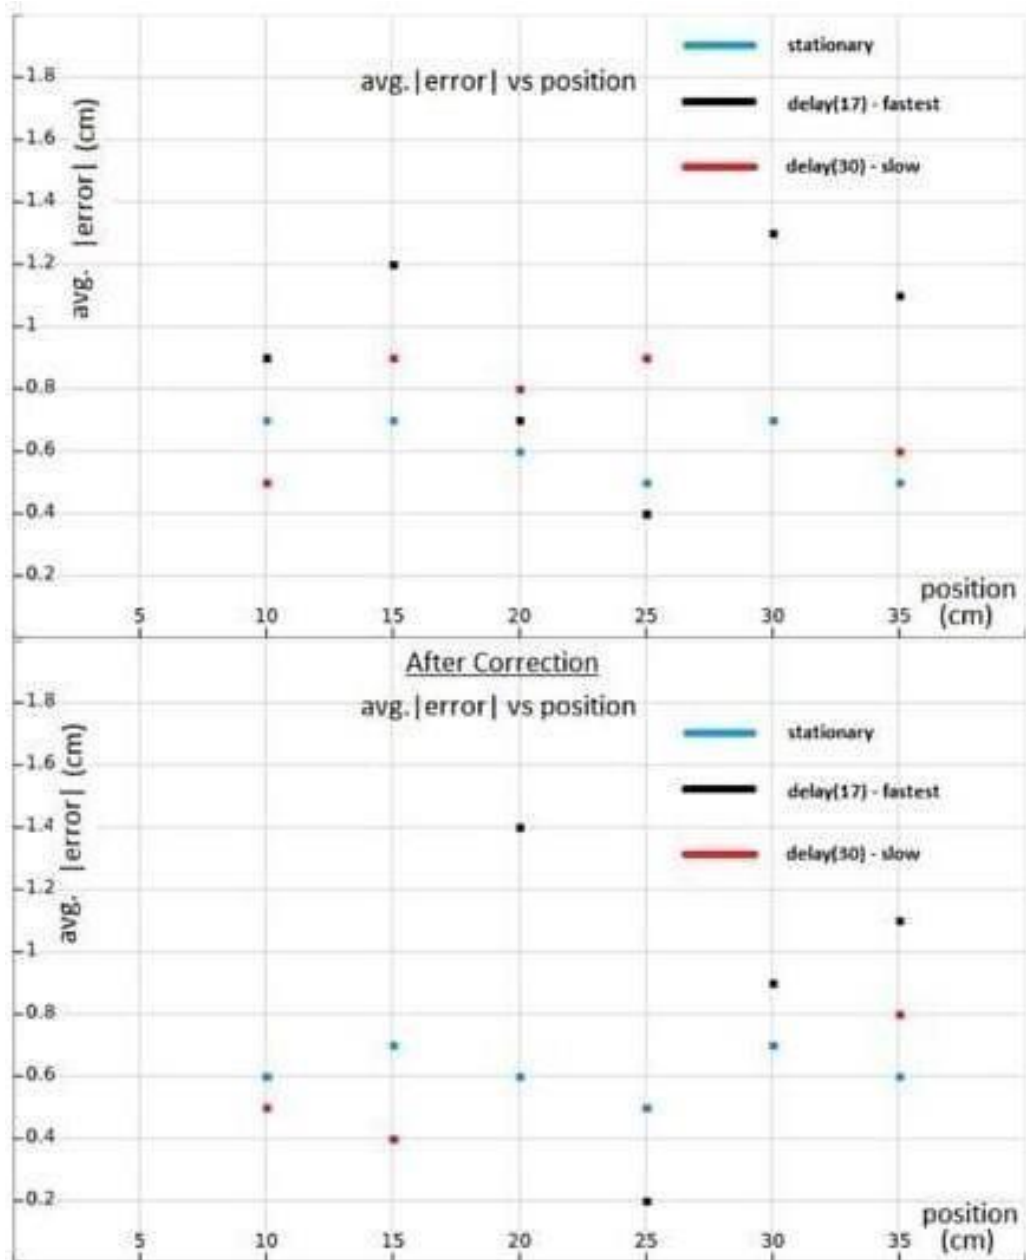 stationary
avg.|error| vs position
delay(17) - fastest
delay(30) - slow
avg. |error| (cm)
1.8
1.6
1.4
1.2
1
0.8
0.6
0.4
0.2
5 10 15 20 25 30 35
position
(cm)
After Correction
avg.|error| vs position
stationary
delay(17) - fastest
delay(30) - slow
avg. |error| (cm)
1.8
1.6
1.4
1.2
1
0.8
0.6
0.4
0.2
5 10 15 20 25 30 35
position
(cm)